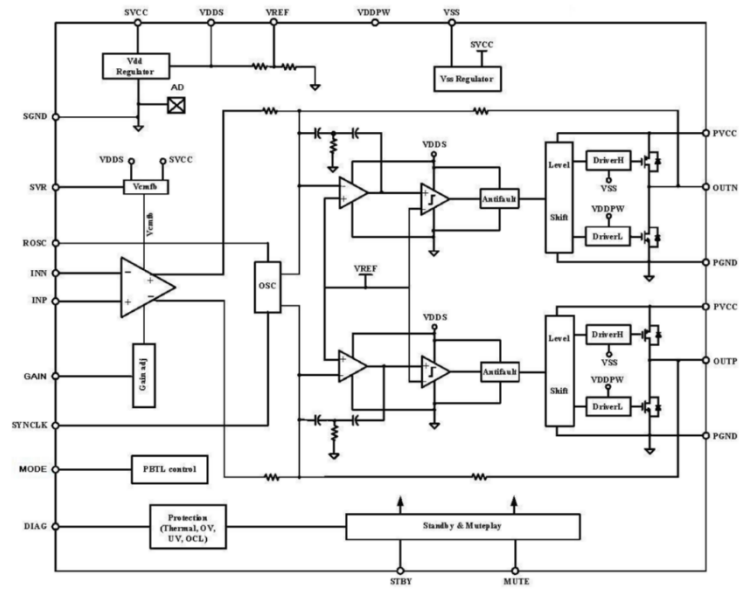 SVCC VDDS VREF VDDPW VSS
Vdd
Regulator
SVCC
Vss Regulator
AD
SGND
PVCC
VDDS SVCC
VDDS
Level
DriverH
SVR
Vcmfb
VSS
OUTN
Antifault
Vcmfb
VDDPW
Shift
DriverL
ROSC
PGND
INN
VREF
OSC
INP
PVCC
VDDS
Level
DriverH
Gain adj
VSS
OUTP
GAIN
Antifault
VDDPW
Shift
DriverL
SYNCLK
PGND
MODE
PBTL control
DIAG
Protection
(Thermal, OV,
UV, OCL)
Standby & Muteplay
STBY MUTE